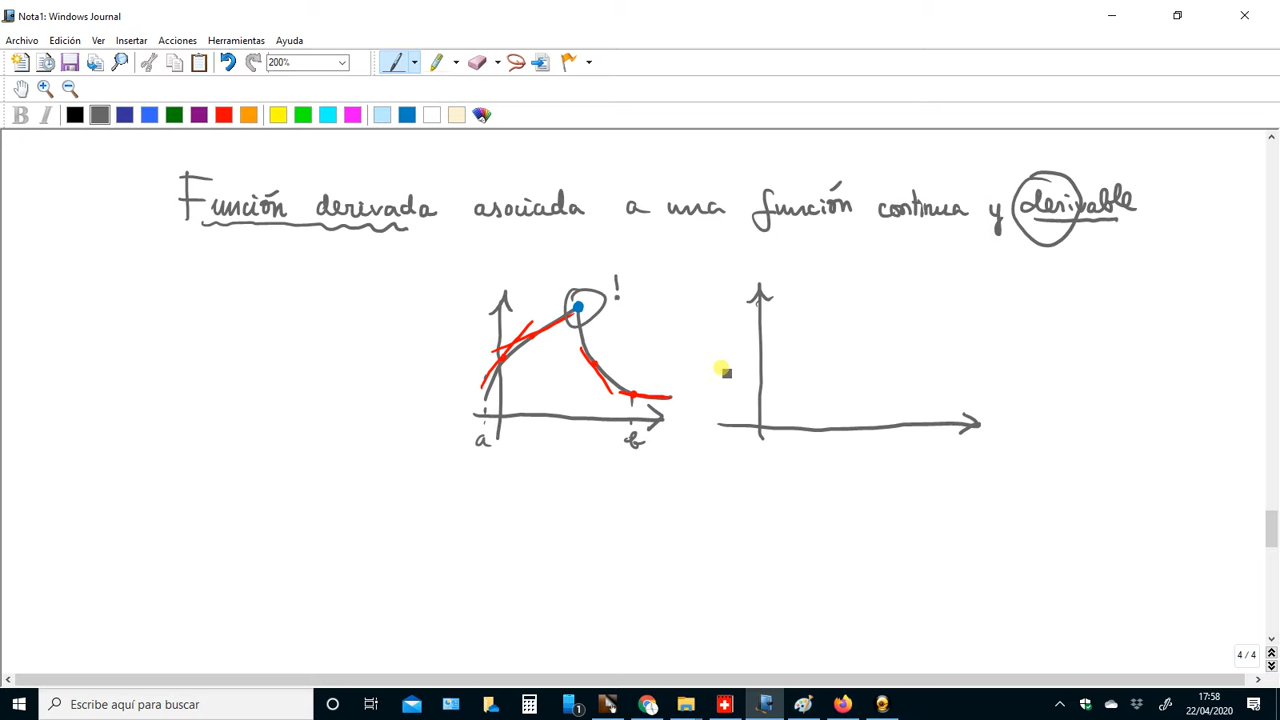 Nota1: Windows Journal
Archivo Edición Ver Insertar Acciones Herramientas Ayuda
200%
B I
Función derivada asociada a una función continua y derivable
!
a b
4 / 4
Escribe aquí para buscar
1
17:58
22/04/2020